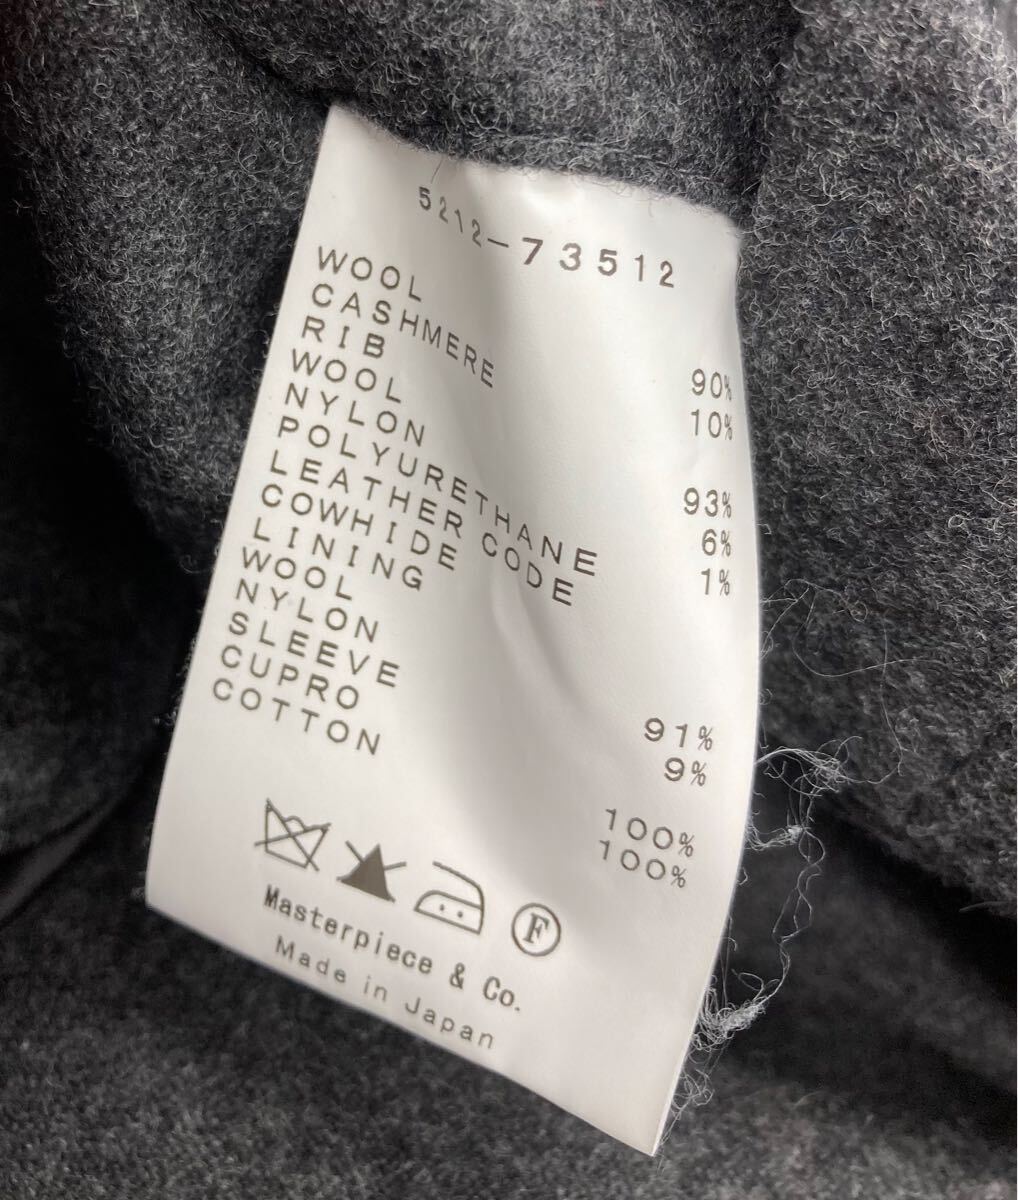 5212-73512
WOOL 90%
CASHMERE 10%
RIB
WOOL 93%
NYLON 6%
POLYURETHANE 1%
LEATHER CODE
COWHIDE
LINING
WOOL 91%
NYLON 9%
SLEEVE
CUPRO 100%
COTTON 100%
F
Masterpiece & Co.
Made in Japan